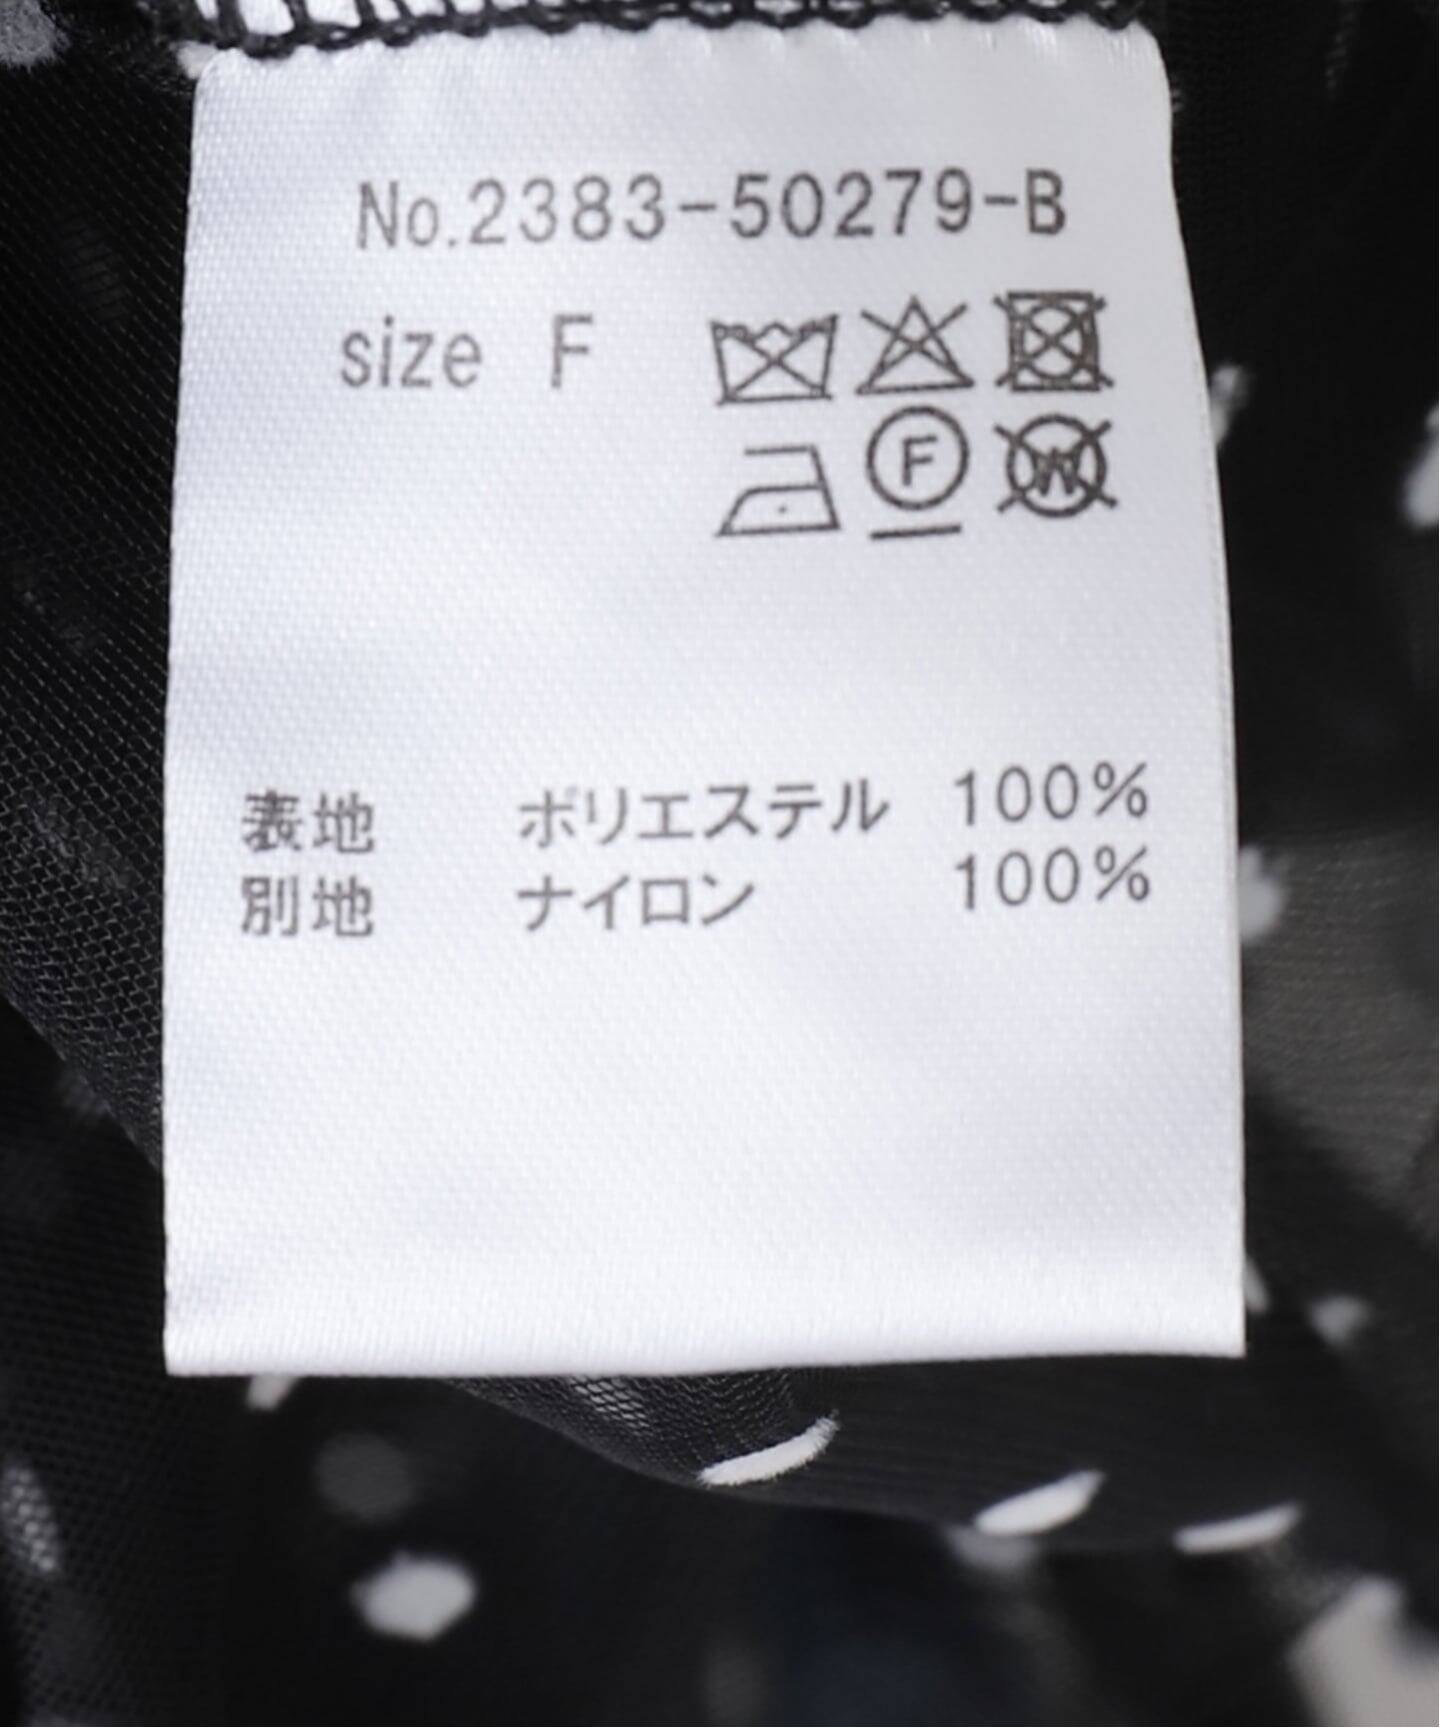 No.2383-50279-B
size F
F W
表地 ポリエステル 100%
別地 ナイロン 100%